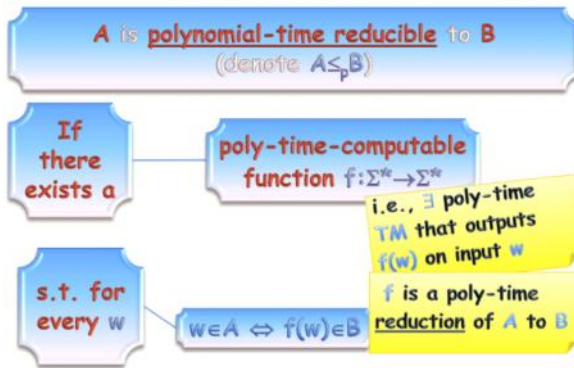 A is polynomial-time reducible to B
(denote A≤ₚB)
If
there
exists a
poly-time-computable
function f:Σ*→Σ*
i.e., ∃ poly-time
TM that outputs
f(w) on input w
s.t. for
every w
w∈A ⇔ f(w)∈B
f is a poly-time
reduction of A to B